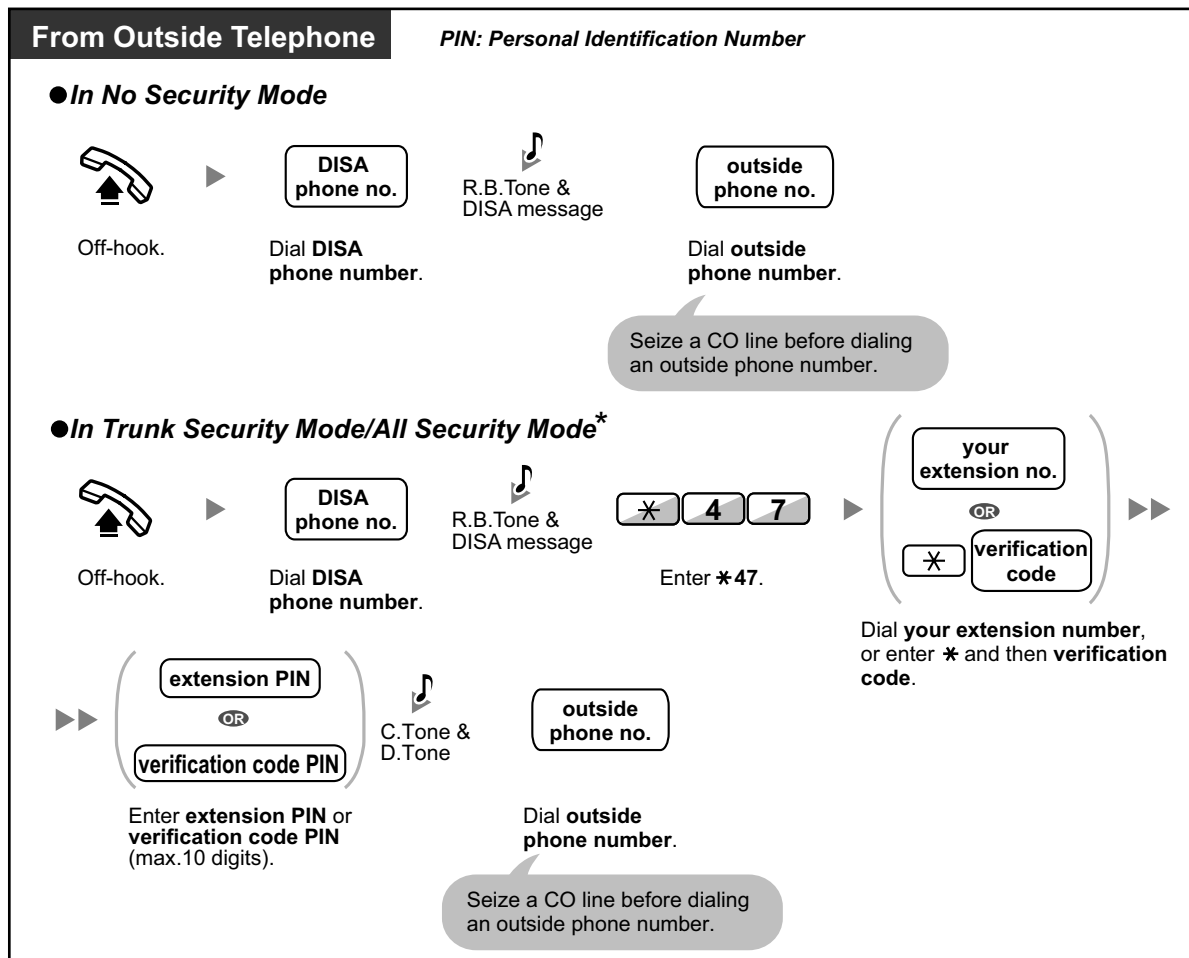 From Outside Telephone
PIN: Personal Identification Number
●In No Security Mode
DISA
phone no.
R.B.Tone &
DISA message
outside
phone no.
Off-hook.
Dial DISA
phone number.
Dial outside
phone number.
Seize a CO line before dialing
an outside phone number.
●In Trunk Security Mode/All Security Mode*
DISA
phone no.
R.B.Tone &
DISA message
* 4 7
your
extension no.
OR
* verification
code
Off-hook.
Dial DISA
phone number.
Enter *47.
Dial your extension number,
or enter * and then verification
code.
extension PIN
OR
verification code PIN
C.Tone &
D.Tone
outside
phone no.
Enter extension PIN or
verification code PIN
(max.10 digits).
Dial outside
phone number.
Seize a CO line before dialing
an outside phone number.